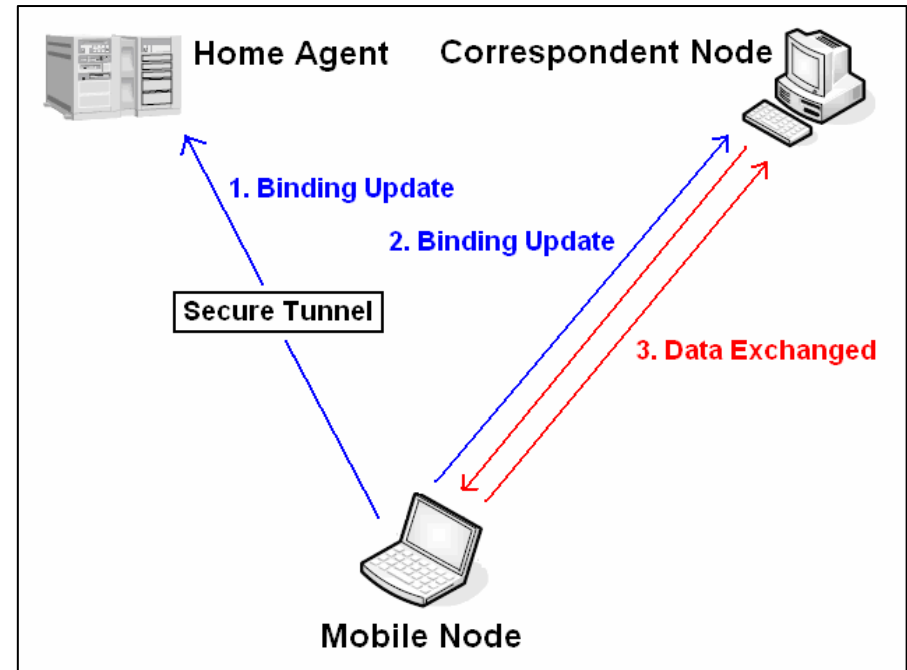 Home Agent
Correspondent Node
1. Binding Update
2. Binding Update
Secure Tunnel
3. Data Exchanged
Mobile Node